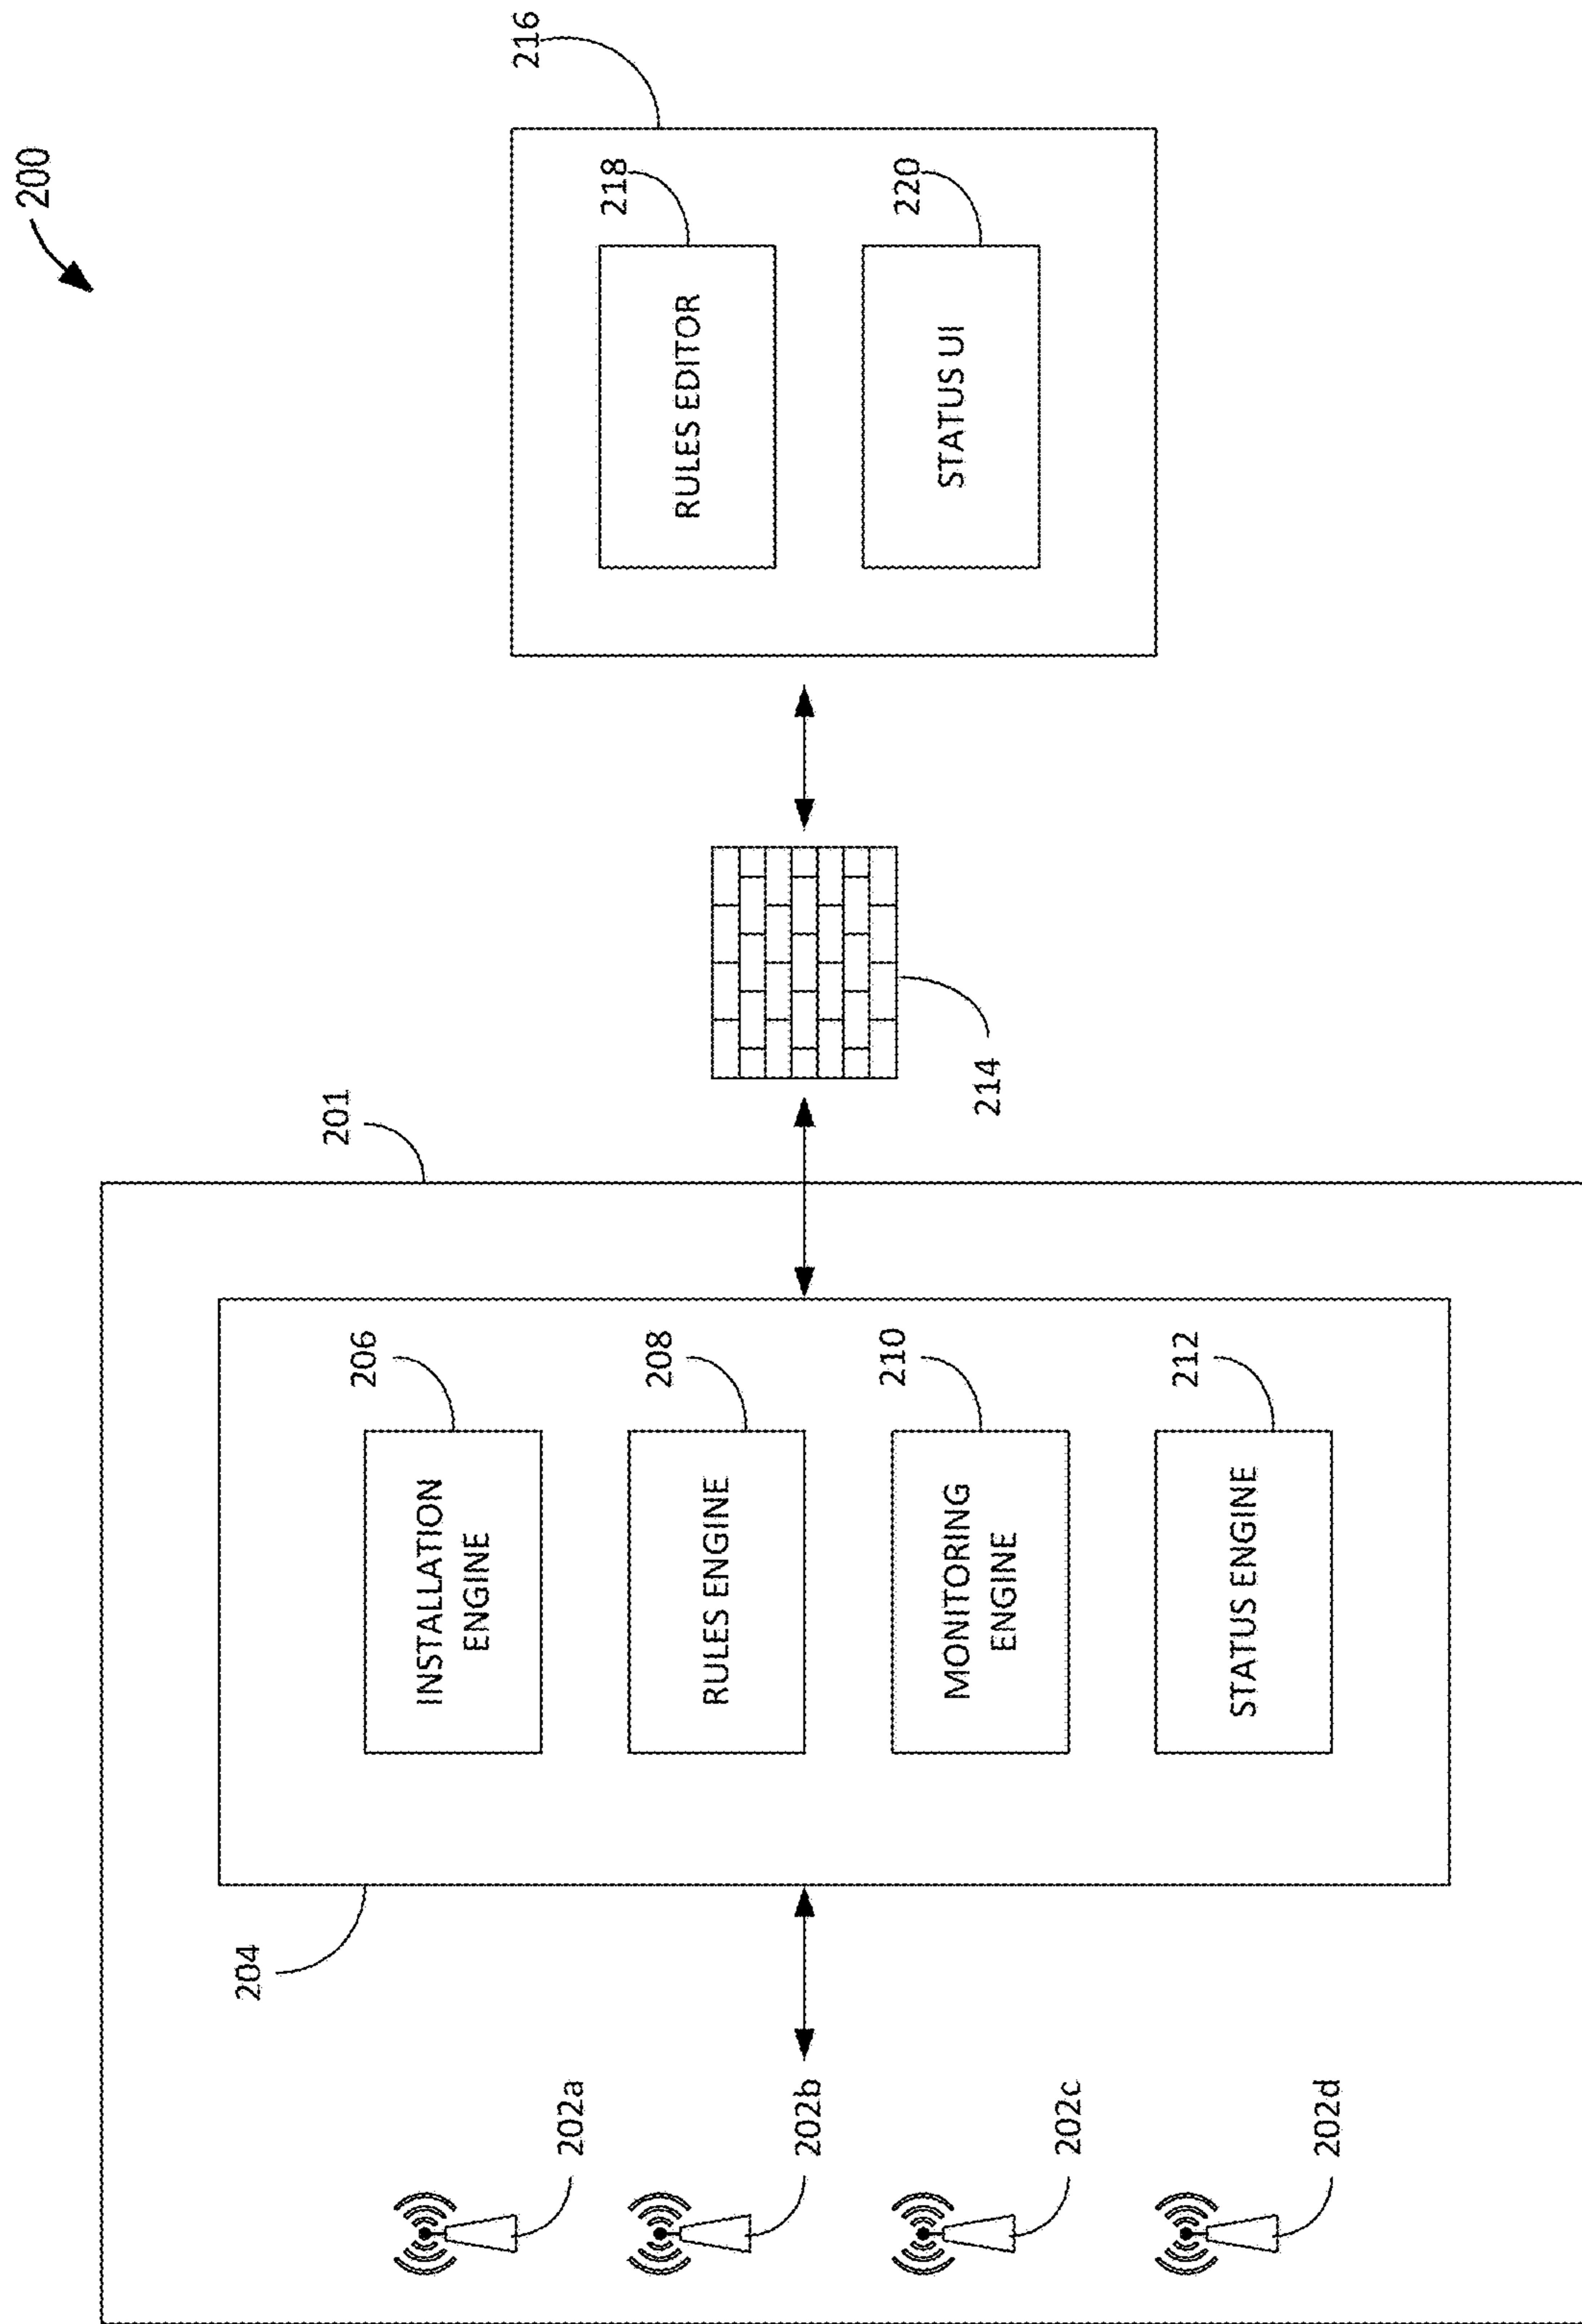 200
201
204
202a
202b
202c
202d
206
INSTALLATION
ENGINE
208
RULES ENGINE
210
MONITORING
ENGINE
212
STATUS ENGINE
214
216
218
RULES EDITOR
220
STATUS UI